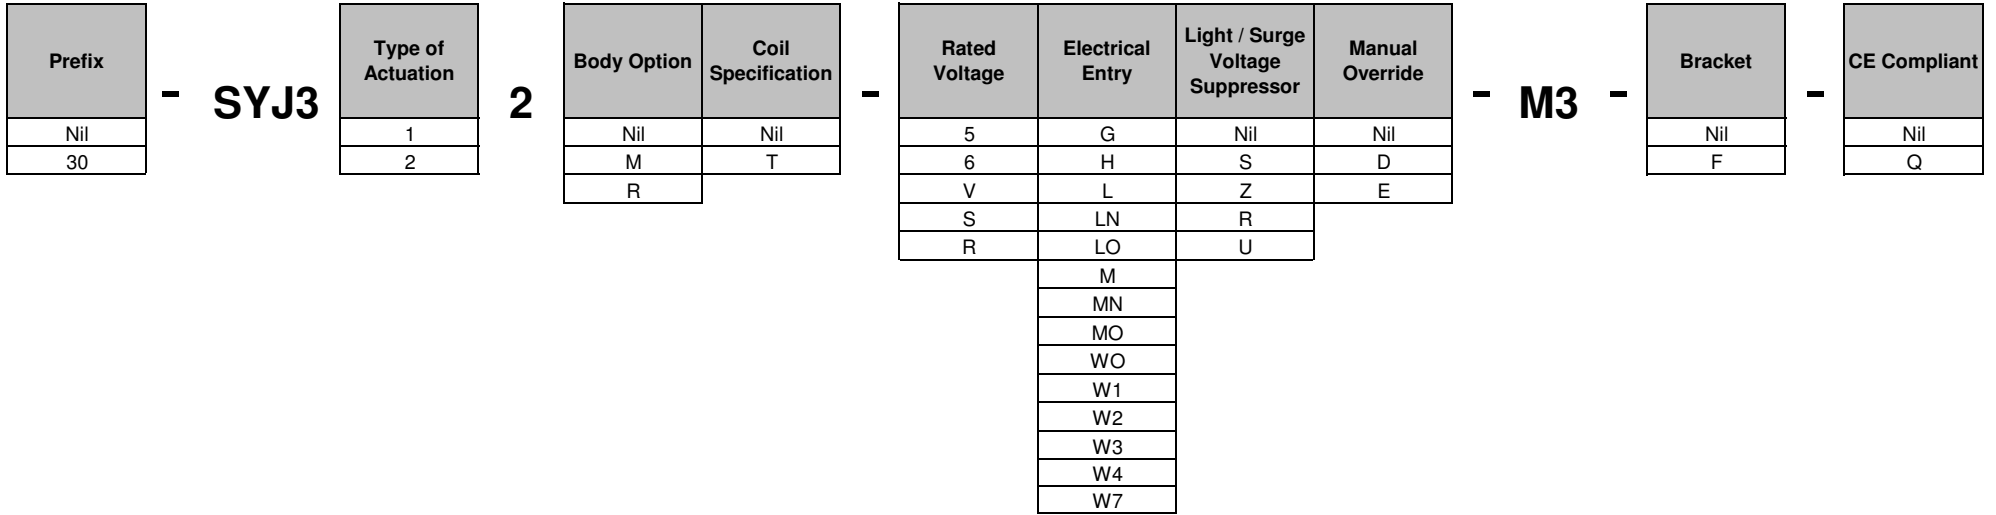 Prefix
Nil
30
-
SYJ3
Type of
Actuation
1
2
2
Body Option
Nil
M
R
Coil
Specification
Nil
T
-
Rated
Voltage
5
6
V
S
R
Electrical
Entry
G
H
L
LN
LO
M
MN
MO
WO
W1
W2
W3
W4
W7
Light / Surge
Voltage
Suppressor
Nil
S
Z
R
U
Manual
Override
Nil
D
E
-
M3
-
Bracket
Nil
F
-
CE Compliant
Nil
Q